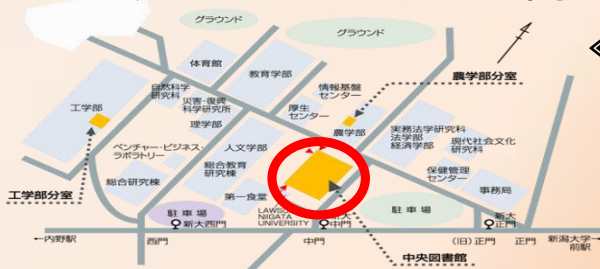 グラウンド
グラウンド
体育館
教育学部
農学部分室
自然科学
研究科
情報基盤
センター
災害・復興
科学研究所
工学部
厚生
センター
理学部
農学部
実務法学研究科
法学部
経済学部
現代社会文化
研究科
ベンチャー・ビジネス・
ラボラトリー
人文学部
総合教育
研究棟
保健管理
センター
総合研究棟
事務局
工学部分室
第一食堂
駐車場
LAWSON
NIIGATA
UNIVERSITY
駐車場
新大西門
新大
中門
新大
正門
←内野駅
西門
中門
(旧)正門
正門
新潟大学→
前駅
中央図書館